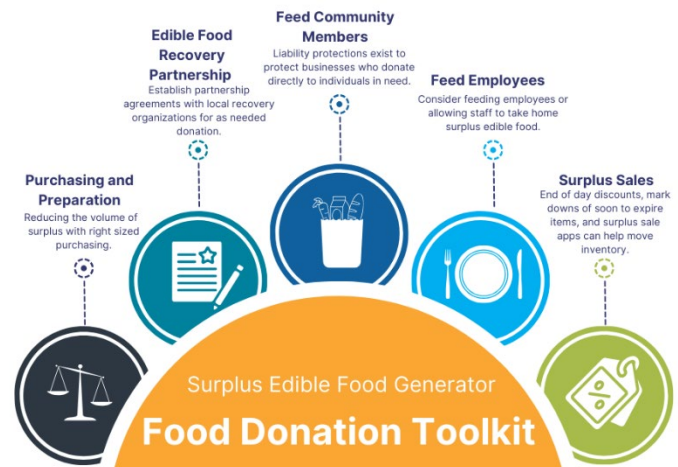 Feed Community
Members
Liability protections exist to
protect businesses who donate
directly to individuals in need.
Edible Food
Recovery
Partnership
Establish partnership
agreements with local recovery
organizations for as needed
donation.
Feed Employees
Consider feeding employees or
allowing staff to take home
surplus edible food.
Purchasing and
Preparation
Reducing the volume of
surplus with right sized
purchasing.
Surplus Sales
End of day discounts, mark
downs of soon to expire
items, and surplus sale
apps can help move
inventory.
%
Surplus Edible Food Generator
Food Donation Toolkit